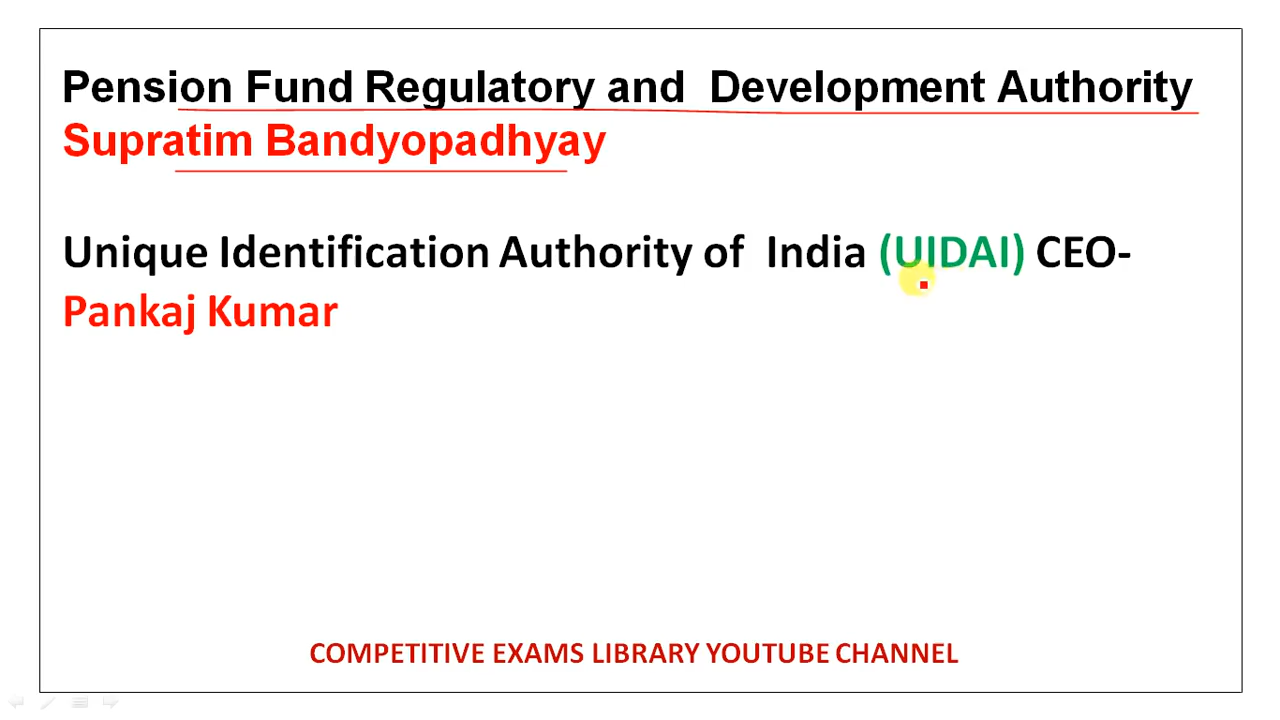 Pension Fund Regulatory and Development Authority
Supratim Bandyopadhyay
Unique Identification Authority of India (UIDAI) CEO-
Pankaj Kumar
COMPETITIVE EXAMS LIBRARY YOUTUBE CHANNEL